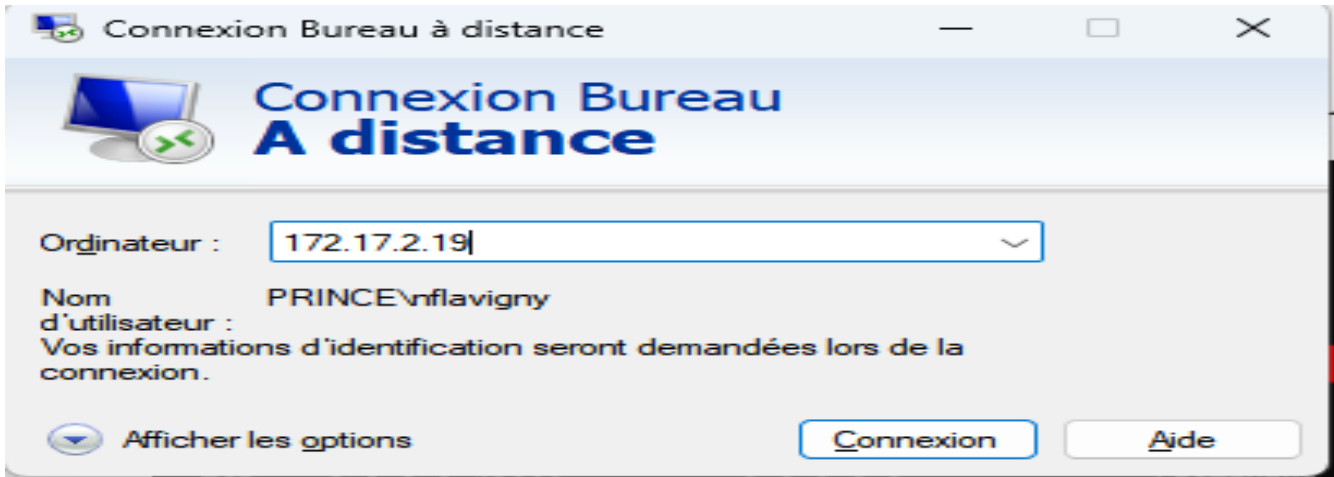 Connexion Bureau à distance
Connexion Bureau
A distance
Ordinateur : 172.17.2.19
Nom PRINCE\nflavigny
d'utilisateur :
Vos informations d'identification seront demandées lors de la
connexion.
Afficher les options Connexion Aide